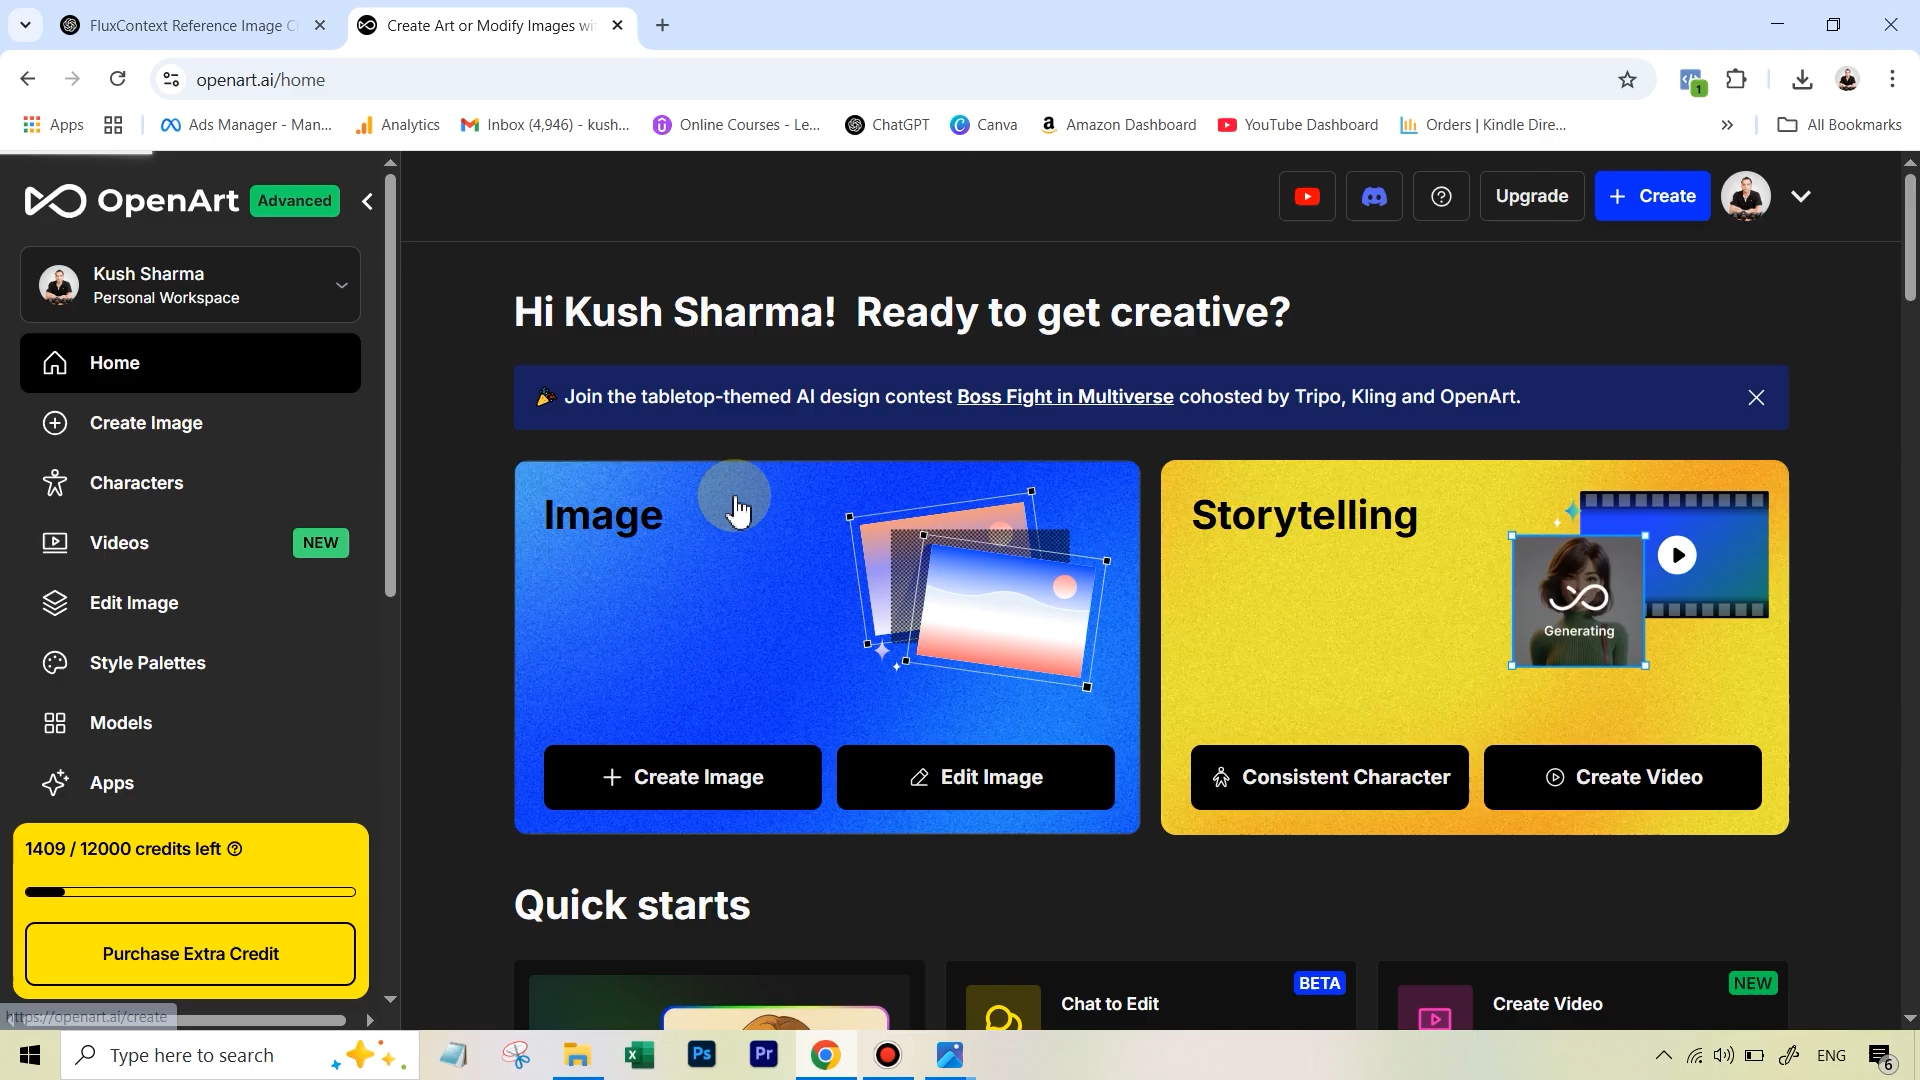 FluxContext Reference Image C
Create Art or Modify Images wi
openart.ai/home
1
Apps
Ads Manager - Man...
Analytics
Inbox (4,946) - kush...
Online Courses - Le...
ChatGPT
Canva
Amazon Dashboard
YouTube Dashboard
Orders | Kindle Dire...
All Bookmarks
OpenArt
Advanced
Upgrade
+ Create
Kush Sharma
Personal Workspace
Home
Create Image
Characters
Videos
NEW
Edit Image
Style Palettes
Models
Apps
1409 / 12000 credits left
Purchase Extra Credit
https://openart.ai/create
Hi Kush Sharma! Ready to get creative?
Join the tabletop-themed AI design contest Boss Fight in Multiverse cohosted by Tripo, Kling and OpenArt.
Image
+ Create Image
Edit Image
Storytelling
Generating
Consistent Character
Create Video
Quick starts
BETA
Chat to Edit
NEW
Create Video
Type here to search
Ps
Pr
ENG
6